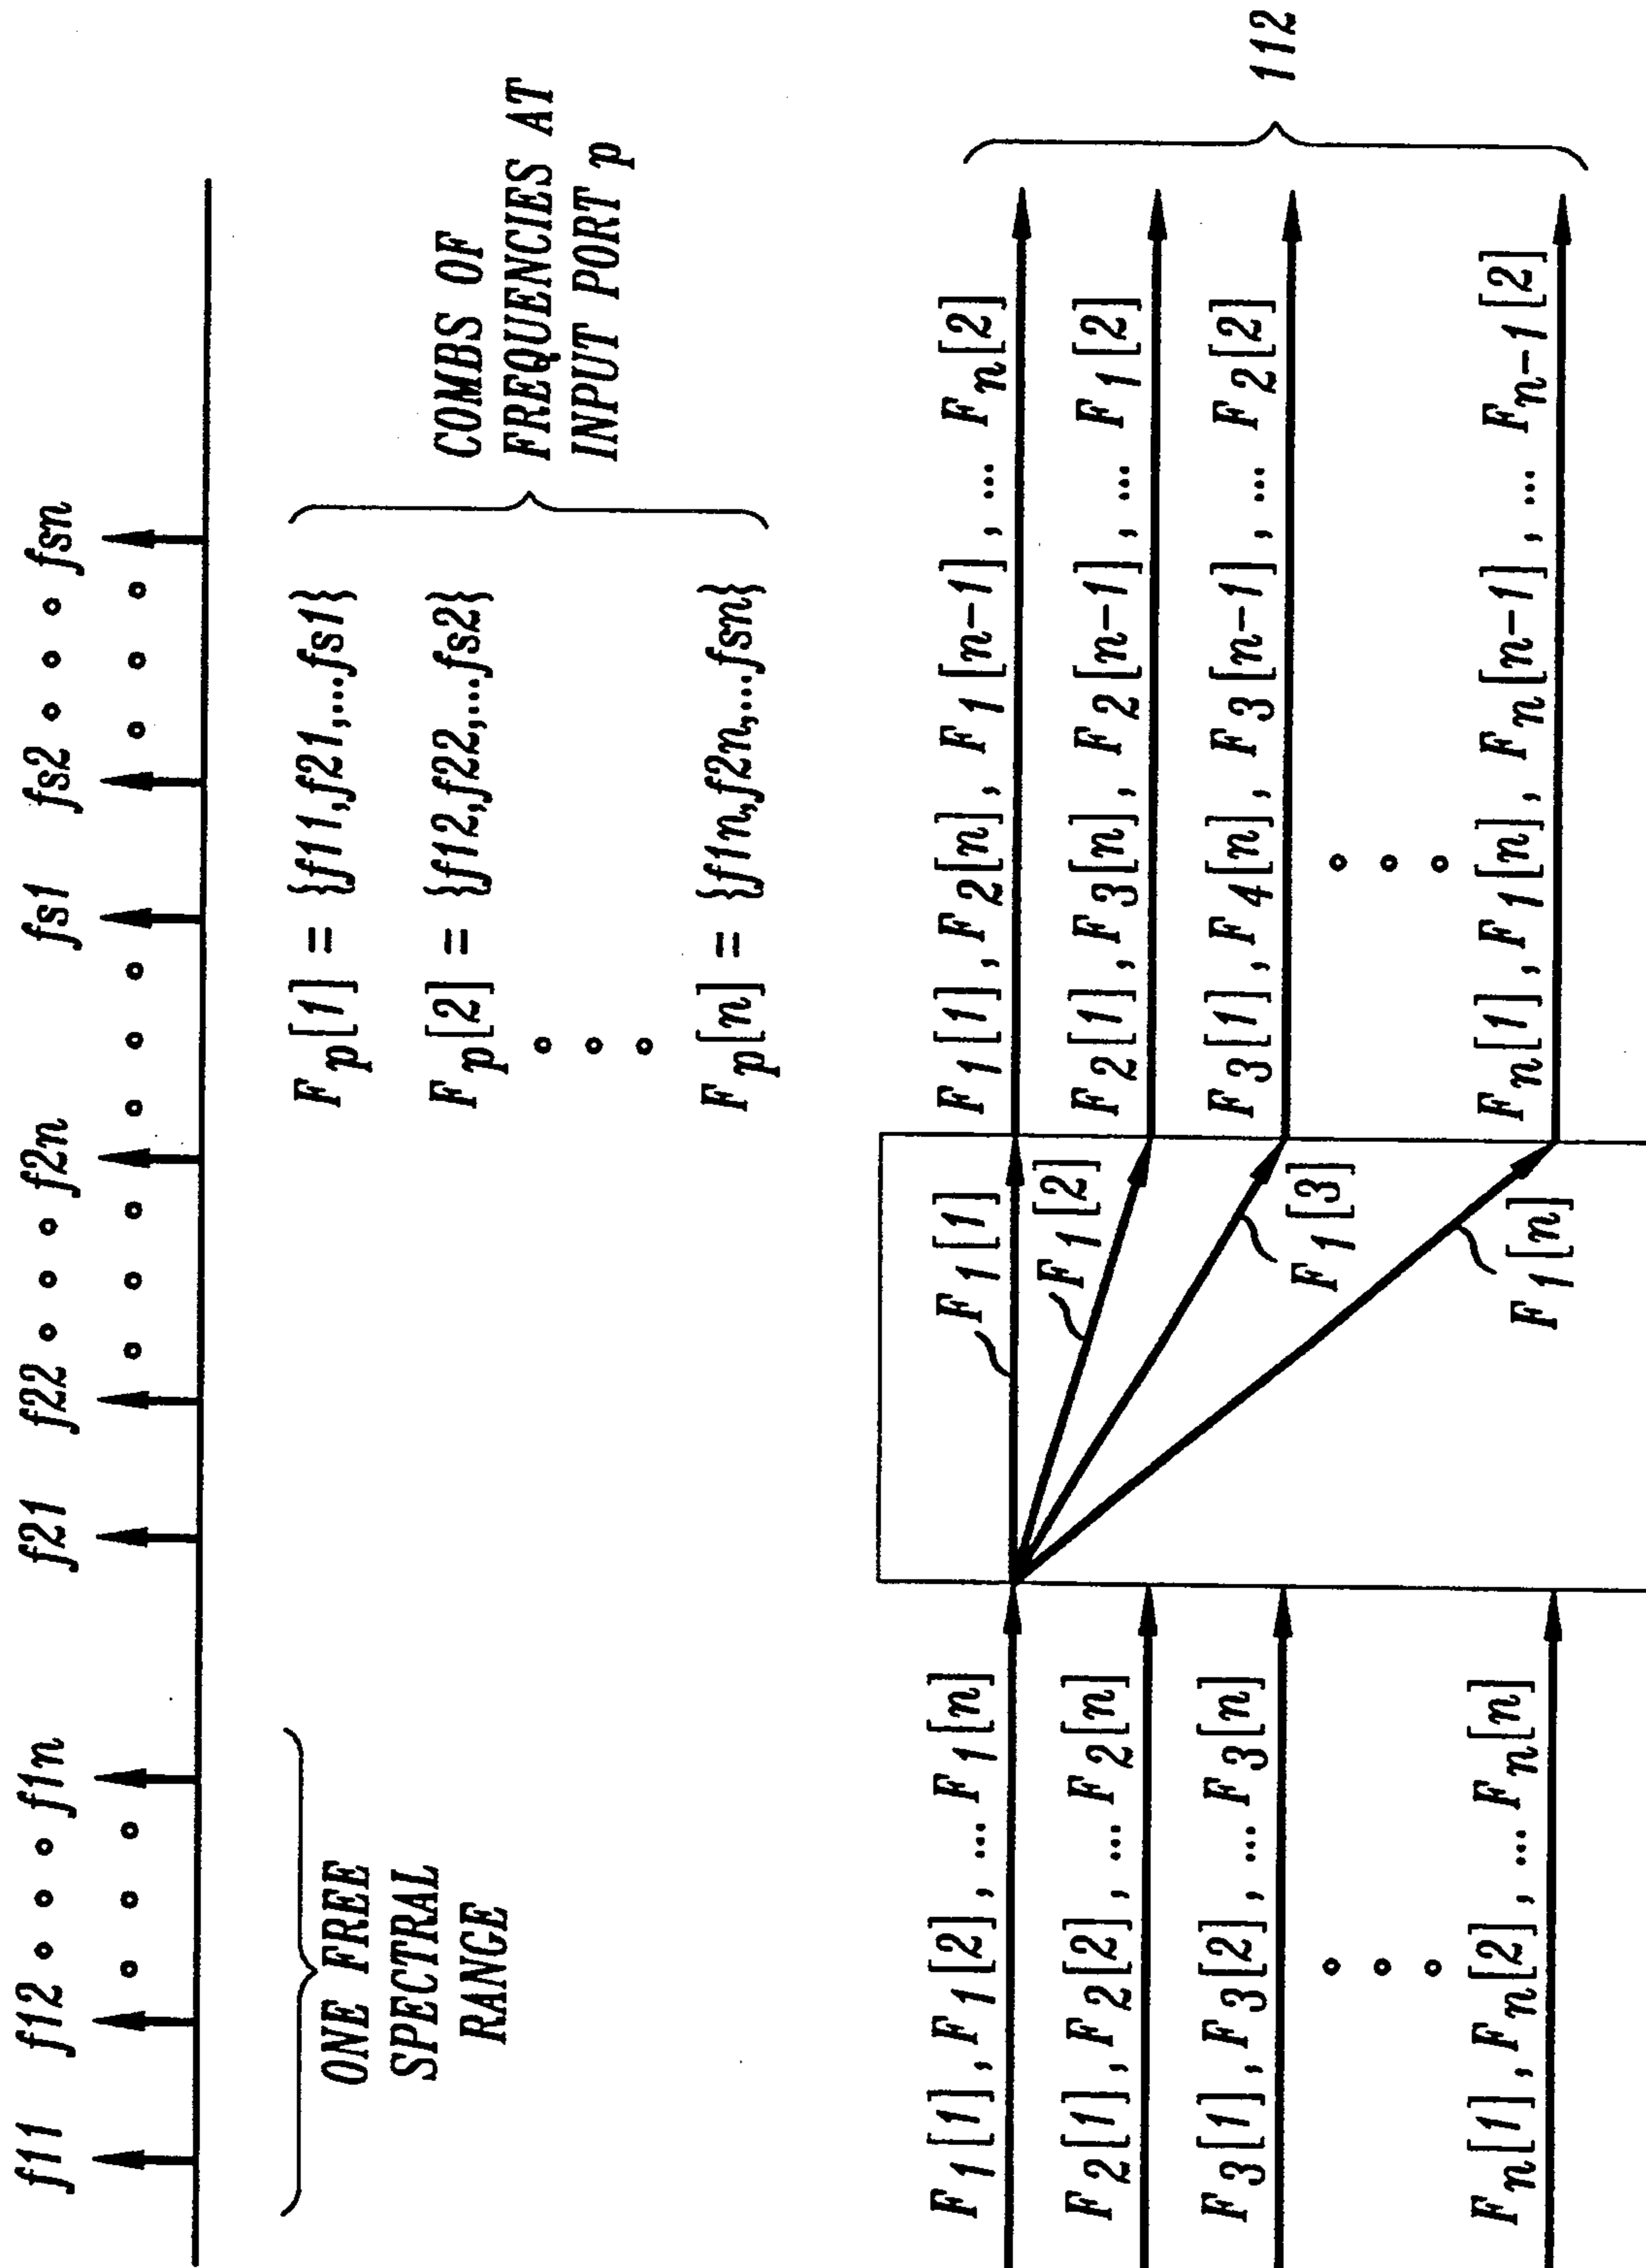 f11 f12 f1n f21 f22 f2n fs1 fs2 fsn
ONE FREE
SPECTRAL
RANGE
Fp[1] = {f11,f21,...fs1}
Fp[2] = {f12,f22,...fs2}
Fp[n] = {f1n,f2n,...fsn}
COMBS OF
FREQUENCIES AT
INPUT PORT p
F1[1],F1[2],... F1[n]
F2[1],F2[2],... F2[n]
F3[1],F3[2],... F3[n]
Fn[1],Fn[2],... Fn[n]
F1[1]
F1[2]
F1[3]
F1[n]
F1[1],F2[n],F1[n-1],... Fn[2]
F2[1],F3[n],F2[n-1],... F1[2]
F3[1],F4[n],F3[n-1],... F2[2]
Fn[1],F1[n],Fn[n-1],... Fn-1[2]
112